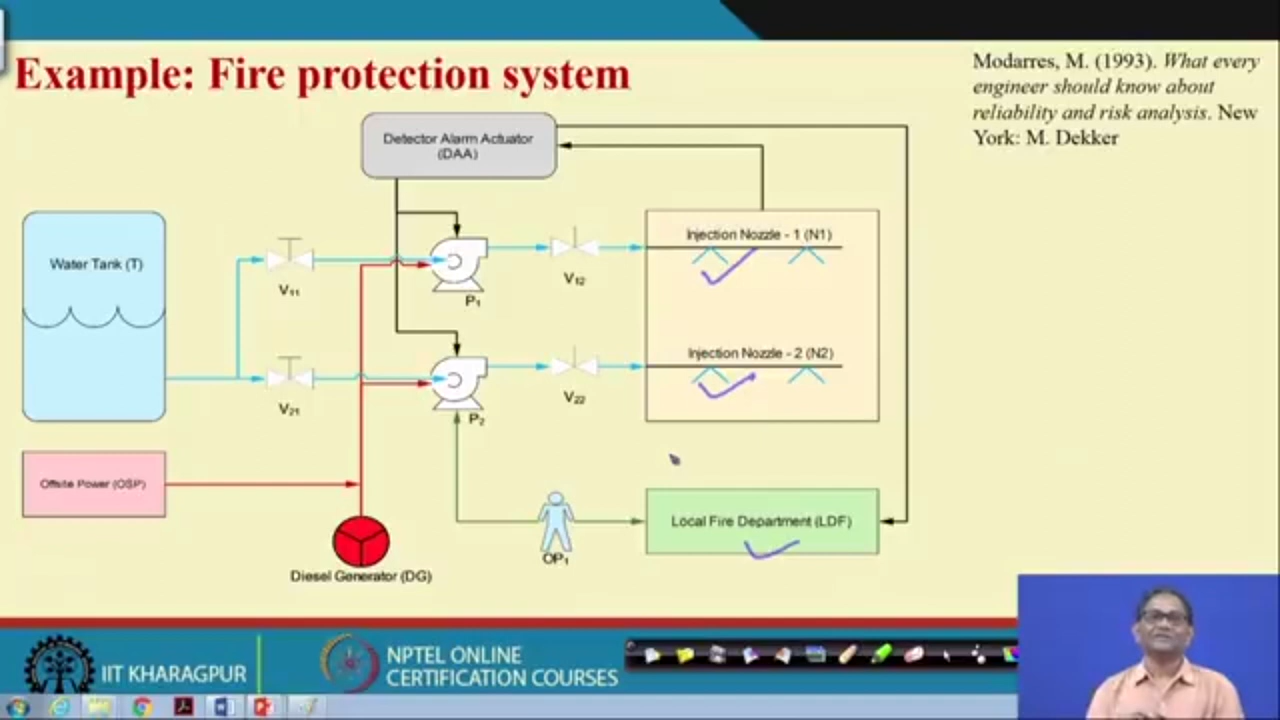 Example: Fire protection system
Modarres, M. (1993). What every
engineer should know about
reliability and risk analysis. New
York: M. Dekker
Detector Alarm Actuator
(DAA)
Water Tank (T)
V11
P1
V12
Injection Nozzle - 1 (N1)
V21
P2
V22
Injection Nozzle - 2 (N2)
Offsite Power (OSP)
Diesel Generator (DG)
OP1
Local Fire Department (LDF)
IIT KHARAGPUR
NPTEL ONLINE
CERTIFICATION COURSES